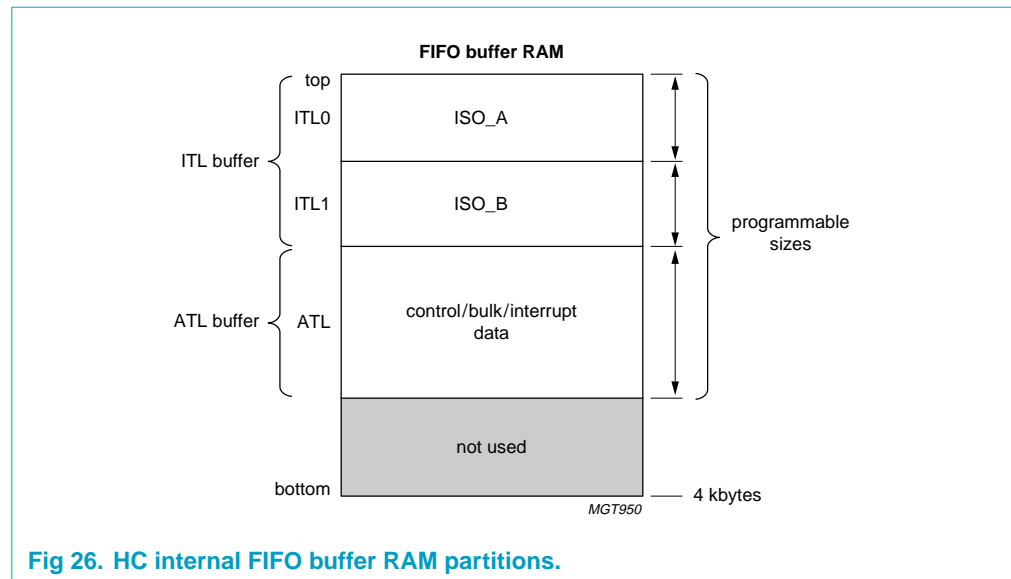 FIFO buffer RAM
top
ITL0
ISO_A
ITL buffer
ITL1
ISO_B
programmable
sizes
ATL buffer
ATL
control/bulk/interrupt
data
not used
bottom
4 kbytes
MGT950
Fig 26. HC internal FIFO buffer RAM partitions.